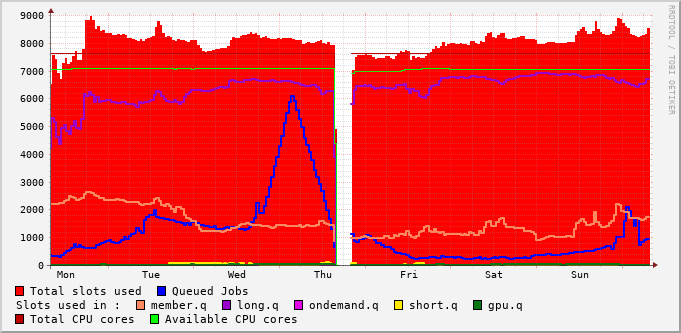 9000
8000
7000
6000
5000
4000
3000
2000
1000
0
Mon Tue Wed Thu Fri Sat Sun
RRDTOOL / TOBI OETIKER
Total slots used Queued Jobs
Slots used in : member.q long.q ondemand.q short.q gpu.q
Total CPU cores Available CPU cores